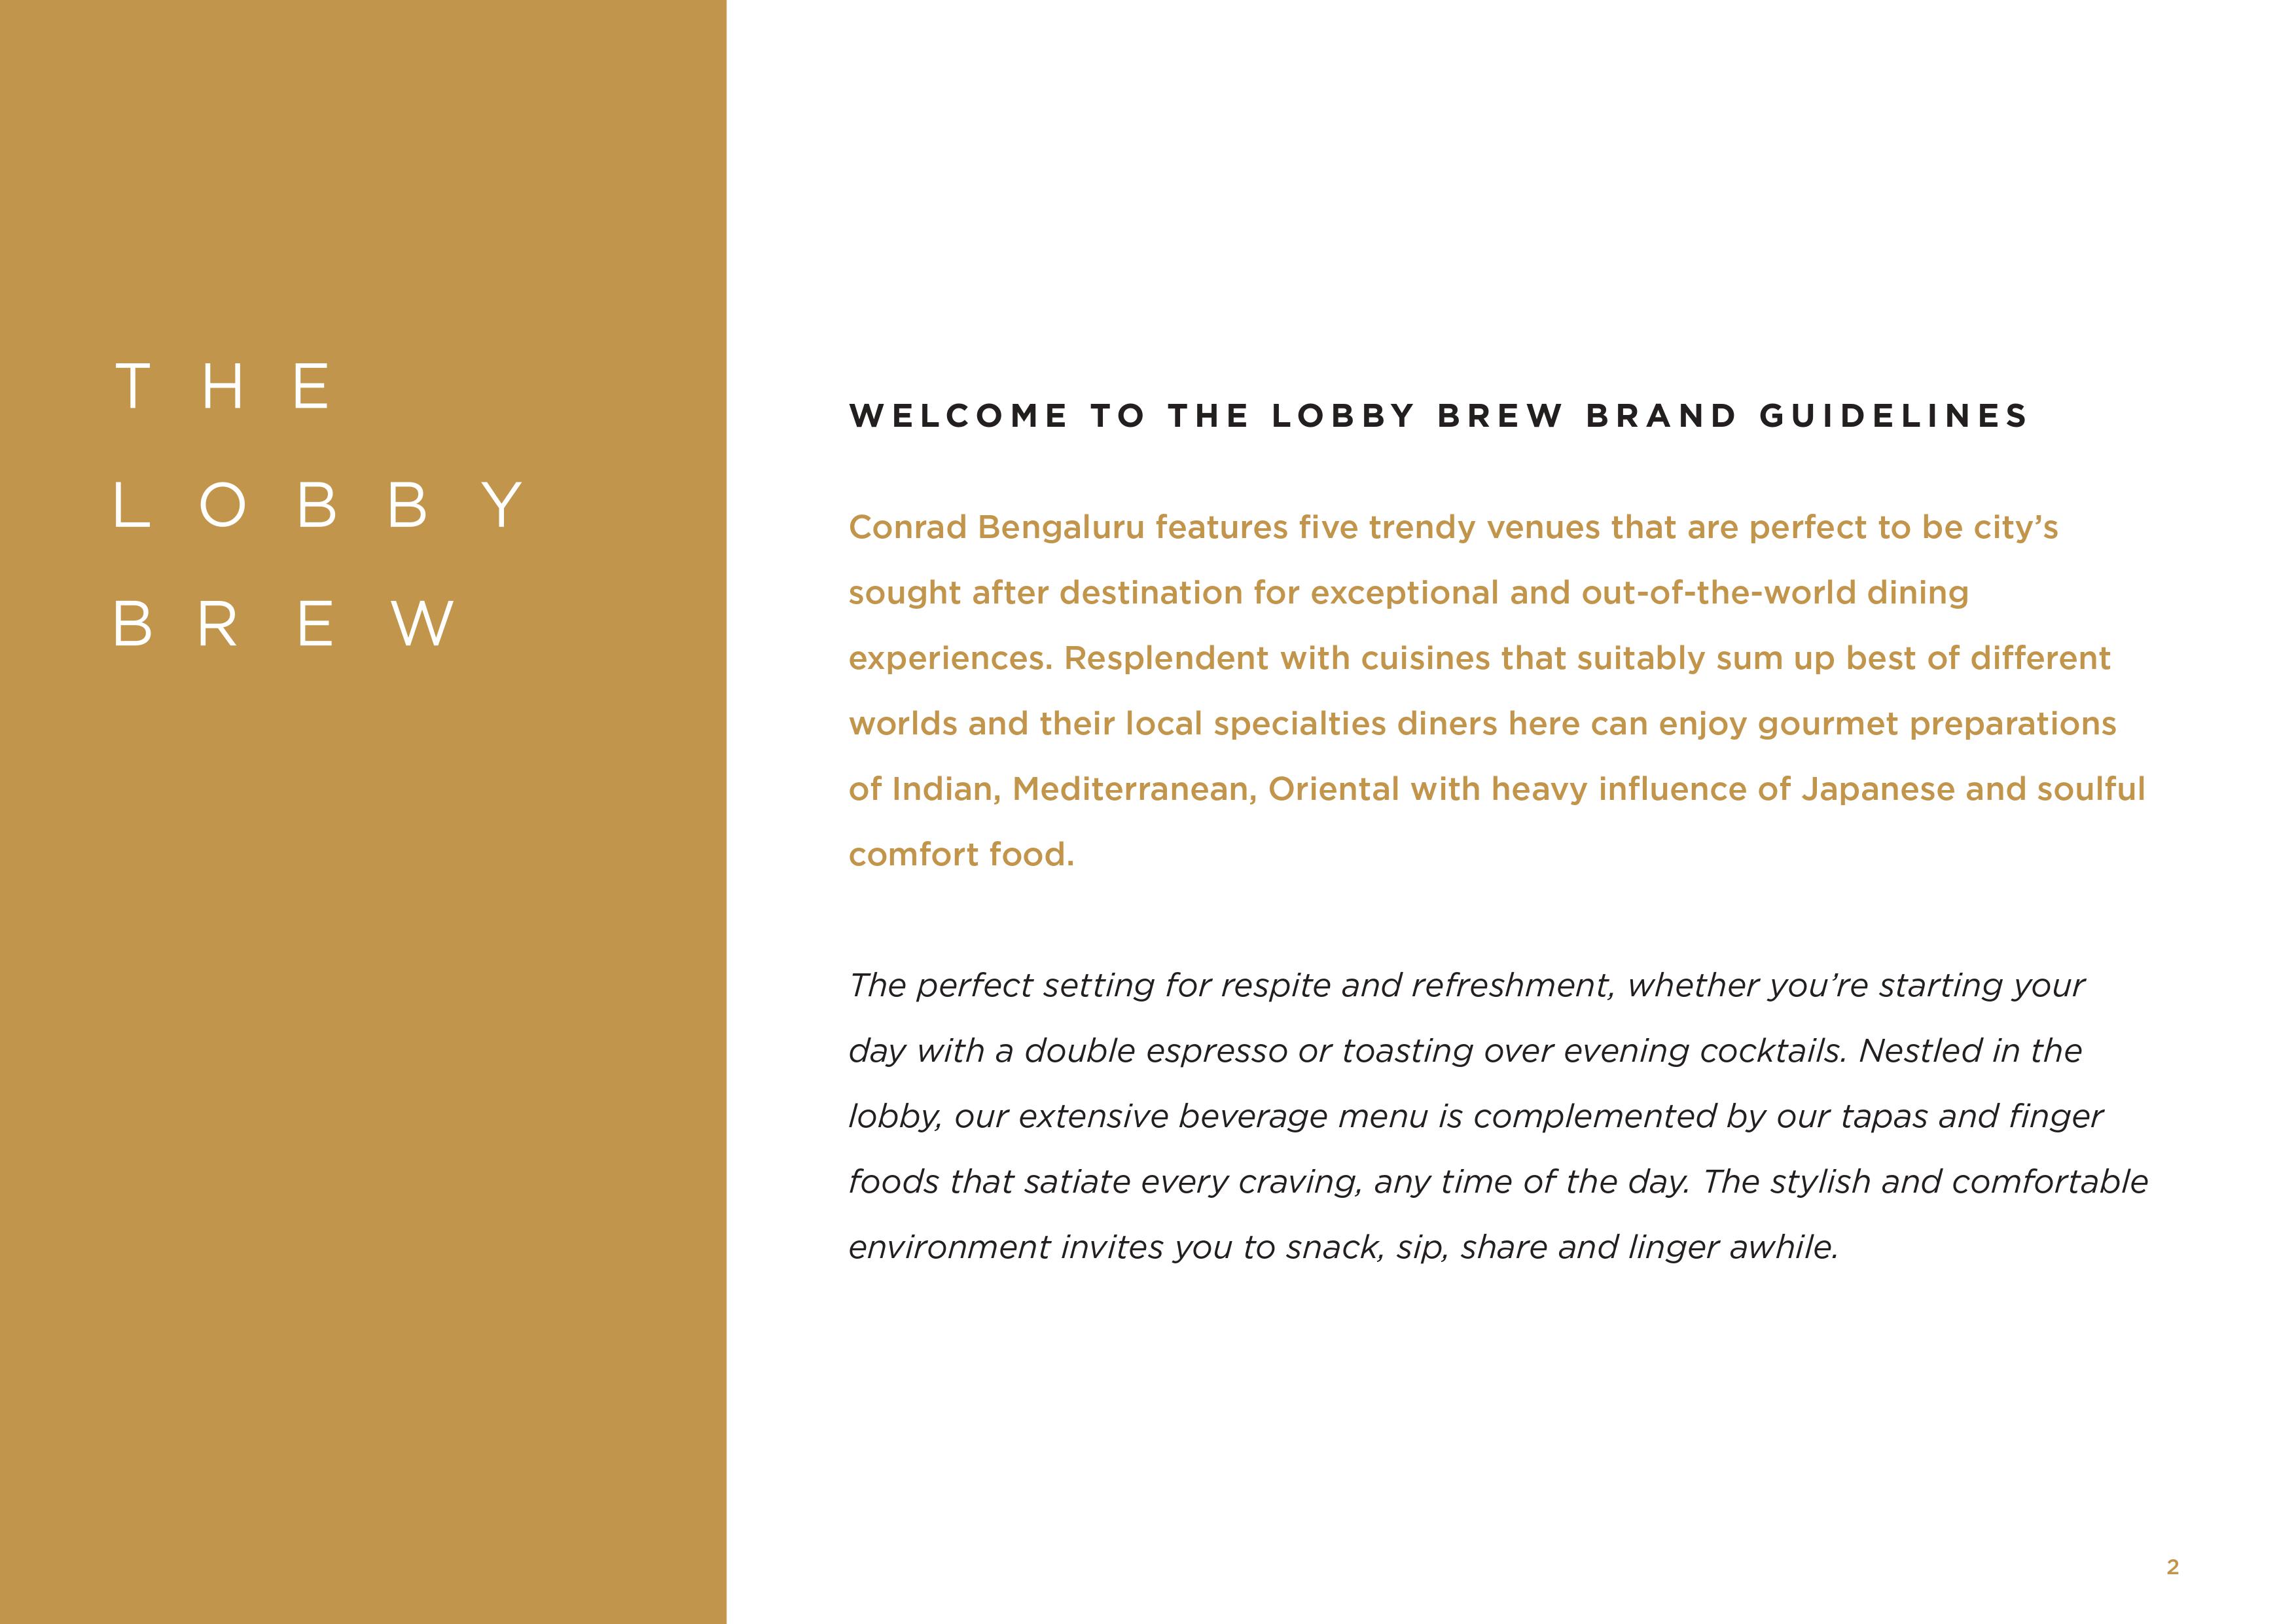 THE
LOBBY
BREW
WELCOME TO THE LOBBY BREW BRAND GUIDELINES
Conrad Bengaluru features five trendy venues that are perfect to be city’s
sought after destination for exceptional and out-of-the-world dining
experiences. Resplendent with cuisines that suitably sum up best of different
worlds and their local specialties diners here can enjoy gourmet preparations
of Indian, Mediterranean, Oriental with heavy influence of Japanese and soulful
comfort food.
The perfect setting for respite and refreshment, whether you’re starting your
day with a double espresso or toasting over evening cocktails. Nestled in the
lobby, our extensive beverage menu is complemented by our tapas and finger
foods that satiate every craving, any time of the day. The stylish and comfortable
environment invites you to snack, sip, share and linger awhile.
2